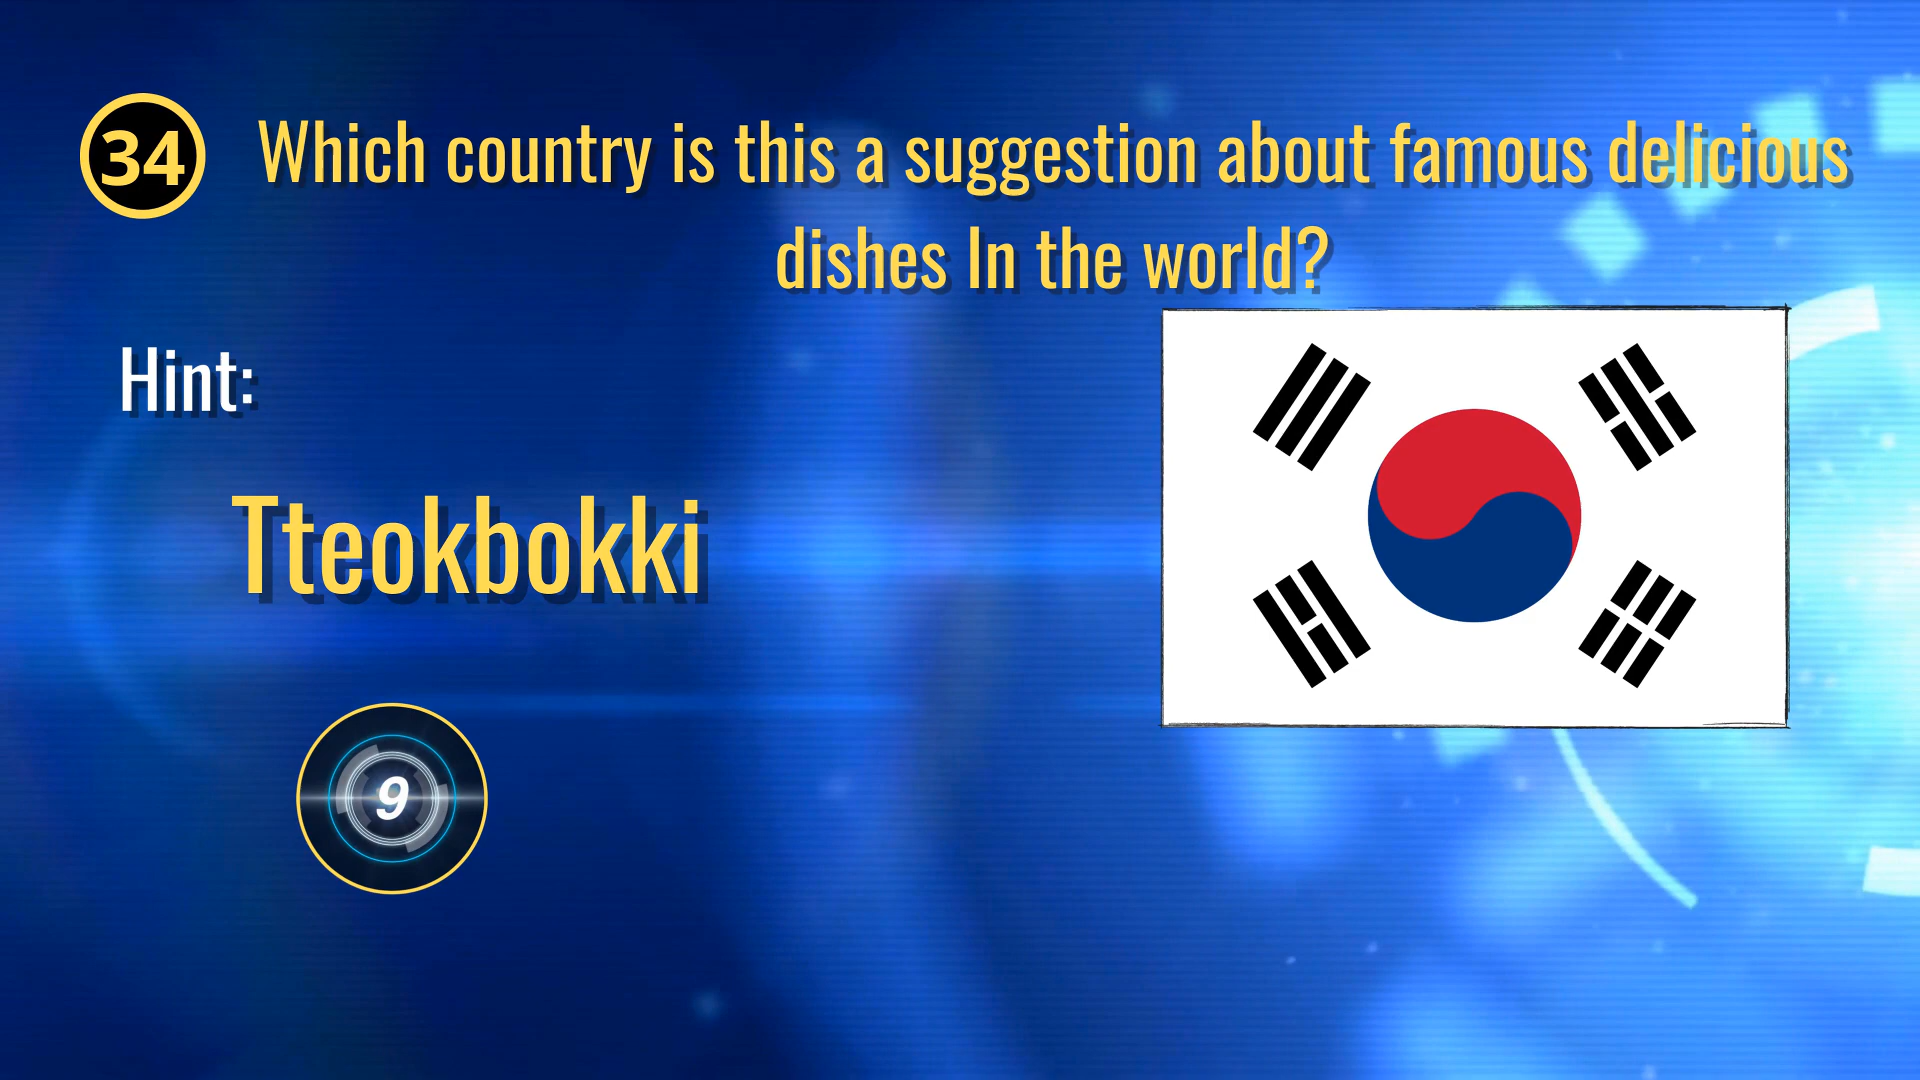 34
Which country is this a suggestion about famous delicious
dishes In the world?
Hint:
Tteokbokki
9